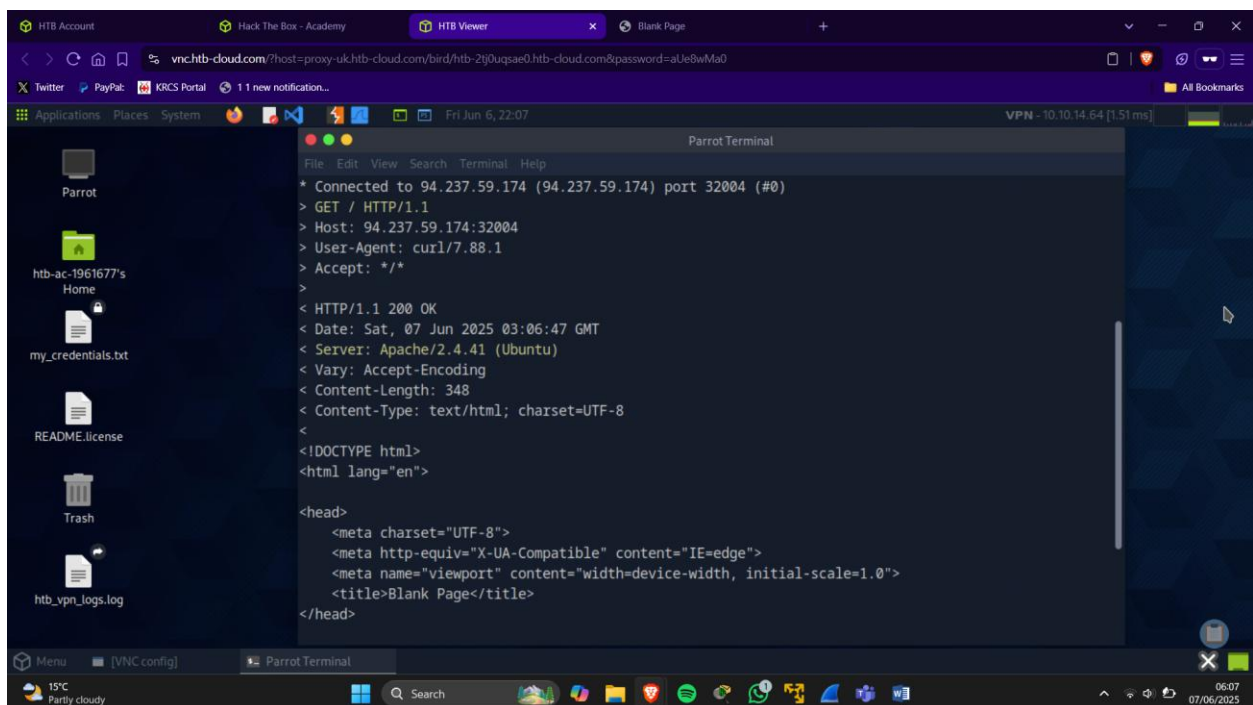 HTB Account
Hack The Box - Academy
HTB Viewer
Blank Page
vnc.htb-cloud.com/?host=proxy-uk.htb-cloud.com/bird/htb-2tj0uqsae0.htb-cloud.com&password=aUe8wMa0
Twitter PayPal: KRCS Portal 1 1 new notification... All Bookmarks
Applications Places System Fri Jun 6, 22:07 VPN - 10.10.14.64 [1.51 ms]
Parrot Terminal
File Edit View Search Terminal Help
* Connected to 94.237.59.174 (94.237.59.174) port 32004 (#0)
> GET / HTTP/1.1
> Host: 94.237.59.174:32004
> User-Agent: curl/7.88.1
> Accept: */*
>
< HTTP/1.1 200 OK
< Date: Sat, 07 Jun 2025 03:06:47 GMT
< Server: Apache/2.4.41 (Ubuntu)
< Vary: Accept-Encoding
< Content-Length: 348
< Content-Type: text/html; charset=UTF-8
<
<!DOCTYPE html>
<html lang="en">
<head>
<meta charset="UTF-8">
<meta http-equiv="X-UA-Compatible" content="IE=edge">
<meta name="viewport" content="width=device-width, initial-scale=1.0">
<title>Blank Page</title>
</head>
Parrot
htb-ac-1961677's
Home
my_credentials.txt
README.license
Trash
htb_vpn_logs.log
Menu [VNC config] Parrot Terminal
15°C
Partly cloudy
Search
06:07
07/06/2025